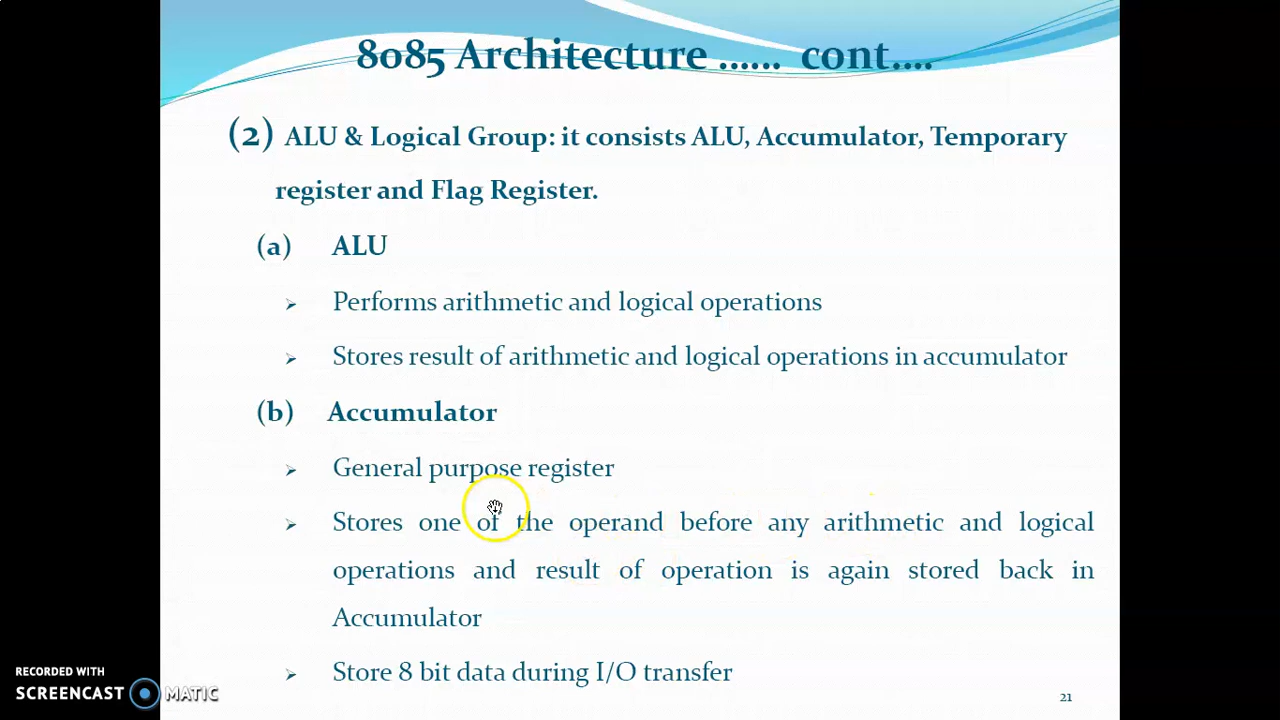 8085 Architecture ...... cont....
(2) ALU & Logical Group: it consists ALU, Accumulator, Temporary
register and Flag Register.
(a) ALU
➢ Performs arithmetic and logical operations
➢ Stores result of arithmetic and logical operations in accumulator
(b) Accumulator
➢ General purpose register
➢ Stores one of the operand before any arithmetic and logical
operations and result of operation is again stored back in
Accumulator
➢ Store 8 bit data during I/O transfer
21
RECORDED WITH
SCREENCAST MATIC